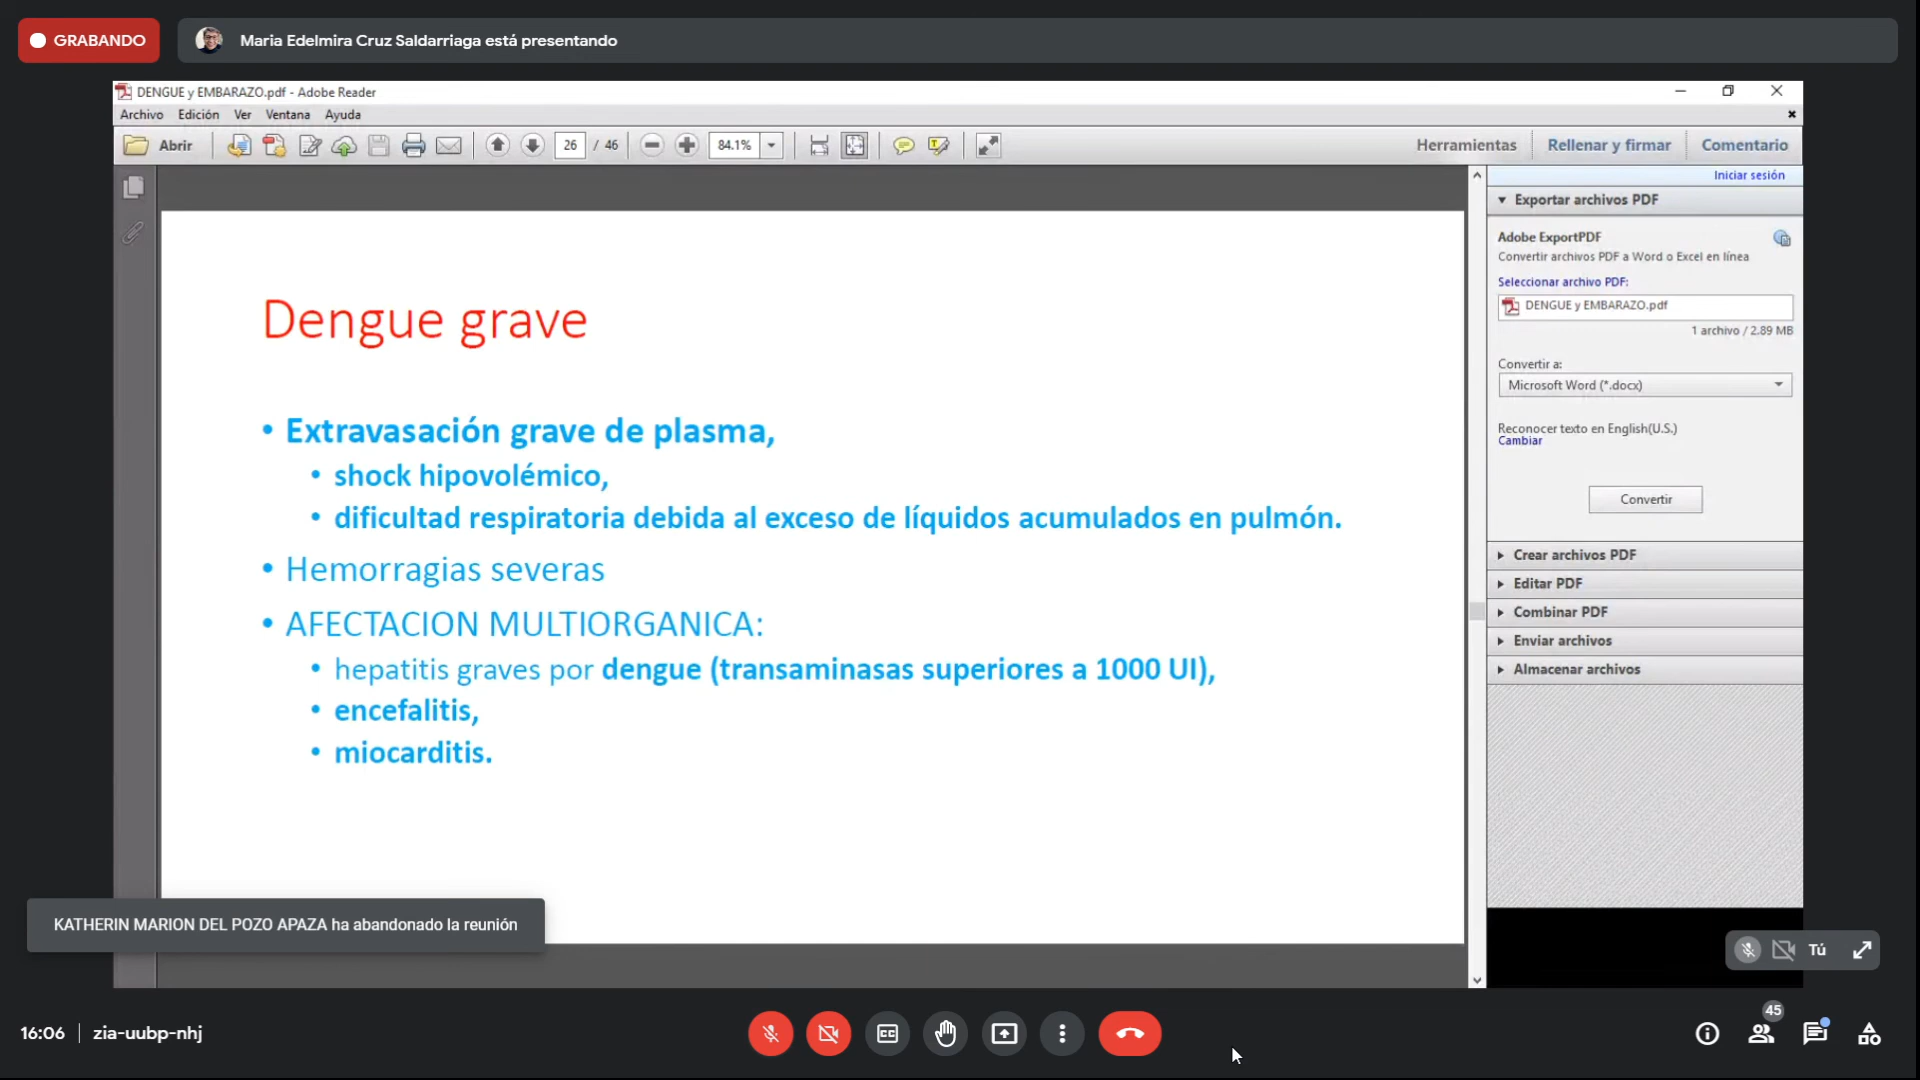 GRABANDO
Maria Edelmira Cruz Saldarriaga está presentando
DENGUE y EMBARAZO.pdf - Adobe Reader
Archivo Edición Ver Ventana Ayuda
Abrir 26 / 46 84.1% Herramientas Rellenar y firmar Comentario
Iniciar sesión
Exportar archivos PDF
Adobe ExportPDF
Convertir archivos PDF a Word o Excel en línea
Seleccionar archivo PDF:
DENGUE y EMBARAZO.pdf
1 archivo / 2.89 MB
Convertir a:
Microsoft Word (*.docx)
Reconocer texto en English(U.S.)
Cambiar
Convertir
Crear archivos PDF
Editar PDF
Combinar PDF
Enviar archivos
Almacenar archivos
Dengue grave
• Extravasación grave de plasma,
• shock hipovolémico,
• dificultad respiratoria debida al exceso de líquidos acumulados en pulmón.
• Hemorragias severas
• AFECTACION MULTIORGANICA:
• hepatitis graves por dengue (transaminasas superiores a 1000 UI),
• encefalitis,
• miocarditis.
KATHERIN MARION DEL POZO APAZA ha abandonado la reunión
Tú
16:06 | zia-uubp-nhj
45